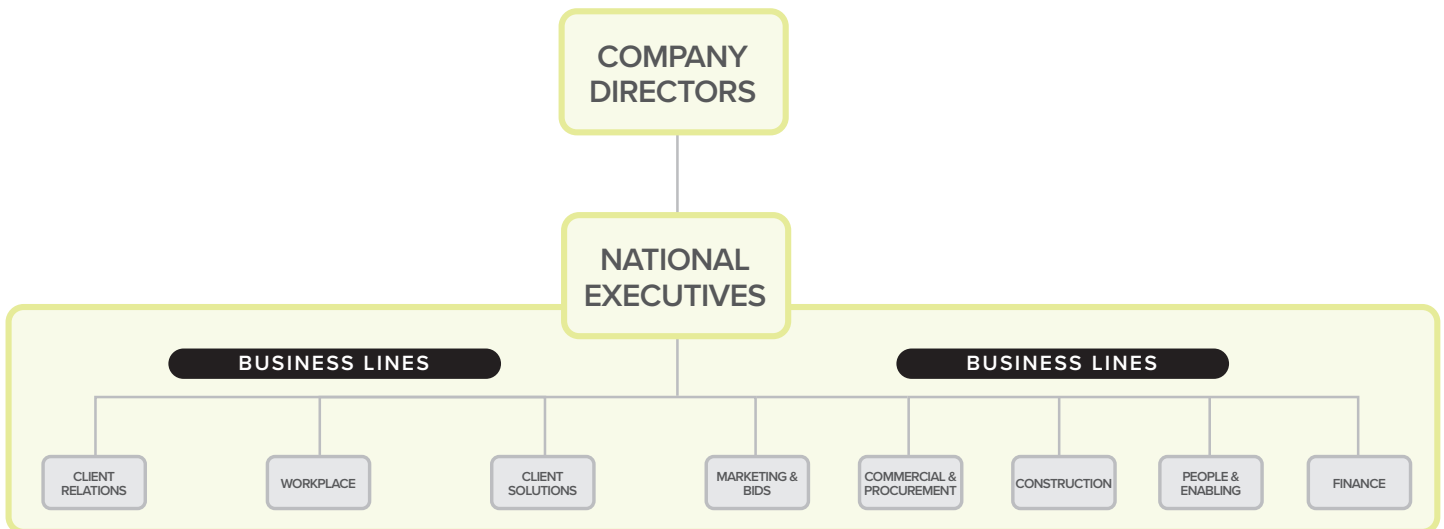 COMPANY
DIRECTORS
NATIONAL
EXECUTIVES
BUSINESS LINES
BUSINESS LINES
CLIENT
RELATIONS
WORKPLACE
CLIENT
SOLUTIONS
MARKETING &
BIDS
COMMERCIAL &
PROCUREMENT
CONSTRUCTION
PEOPLE &
ENABLING
FINANCE